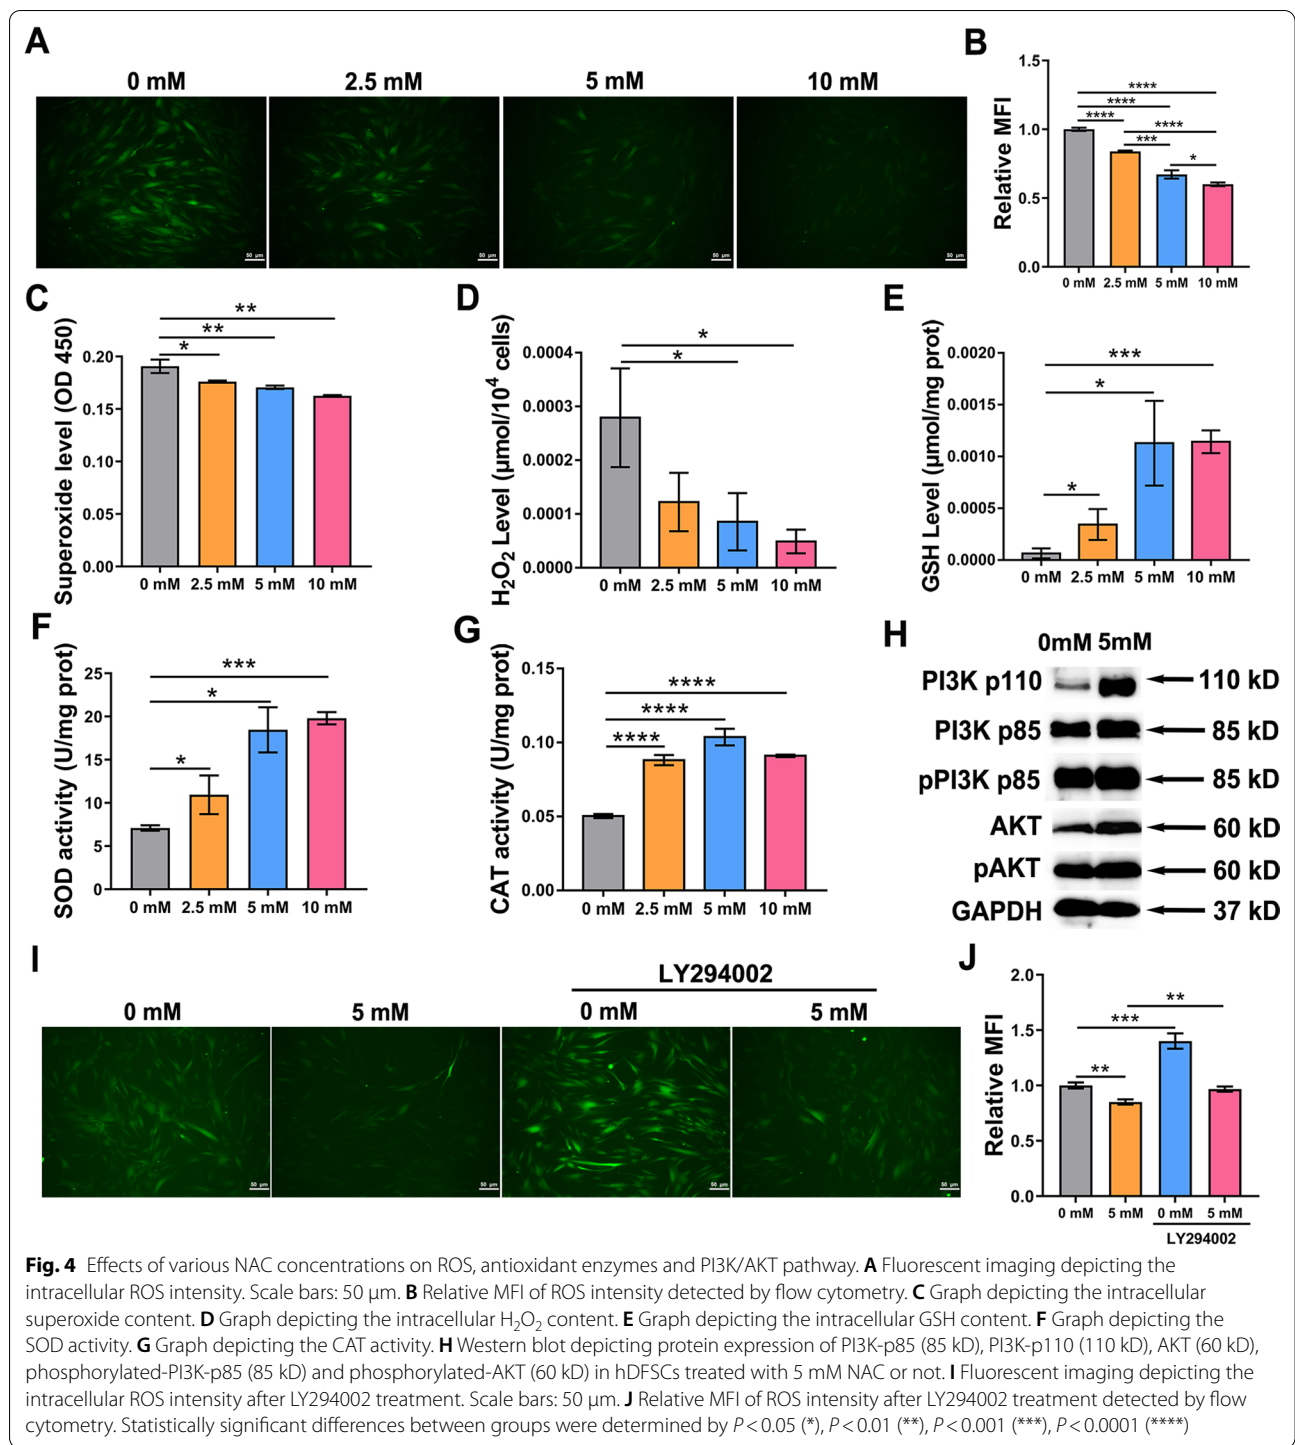 A
0 mM 2.5 mM 5 mM 10 mM
50 µm 50 µm 50 µm 50 µm
B
Relative MFI
1.5
1.0
0.5
0.0
****
****
**** ****
***
*
0 mM 2.5 mM 5 mM 10 mM
C
Superoxide level (OD 450)
0.20
0.15
0.10
0.05
0.00
**
**
*
0 mM 2.5 mM 5 mM 10 mM
D
H₂O₂ Level (µmol/10⁴ cells)
0.0004
0.0003
0.0002
0.0001
0.0000
*
*
0 mM 2.5 mM 5 mM 10 mM
E
GSH Level (µmol/mg prot)
0.0020
0.0015
0.0010
0.0005
0.0000
***
*
*
0 mM 2.5 mM 5 mM 10 mM
F
SOD activity (U/mg prot)
25
20
15
10
5
0
***
*
*
0 mM 2.5 mM 5 mM 10 mM
G
CAT activity (U/mg prot)
0.15
0.10
0.05
0.00
****
****
****
0 mM 2.5 mM 5 mM 10 mM
H
0mM 5mM
PI3K p110 110 kD
PI3K p85 85 kD
pPI3K p85 85 kD
AKT 60 kD
pAKT 60 kD
GAPDH 37 kD
I
LY294002
0 mM 5 mM 0 mM 5 mM
50 µm 50 µm 50 µm 50 µm
J
Relative MFI
2.0
1.5
1.0
0.5
0.0
**
***
**
0 mM 5 mM 0 mM 5 mM
LY294002
Fig. 4 Effects of various NAC concentrations on ROS, antioxidant enzymes and PI3K/AKT pathway. A Fluorescent imaging depicting the
intracellular ROS intensity. Scale bars: 50 µm. B Relative MFI of ROS intensity detected by flow cytometry. C Graph depicting the intracellular
superoxide content. D Graph depicting the intracellular H₂O₂ content. E Graph depicting the intracellular GSH content. F Graph depicting the
SOD activity. G Graph depicting the CAT activity. H Western blot depicting protein expression of PI3K-p85 (85 kD), PI3K-p110 (110 kD), AKT (60 kD),
phosphorylated-PI3K-p85 (85 kD) and phosphorylated-AKT (60 kD) in hDFSCs treated with 5 mM NAC or not. I Fluorescent imaging depicting the
intracellular ROS intensity after LY294002 treatment. Scale bars: 50 µm. J Relative MFI of ROS intensity after LY294002 treatment detected by flow
cytometry. Statistically significant differences between groups were determined by P < 0.05 (*), P < 0.01 (**), P < 0.001 (***), P < 0.0001 (****)